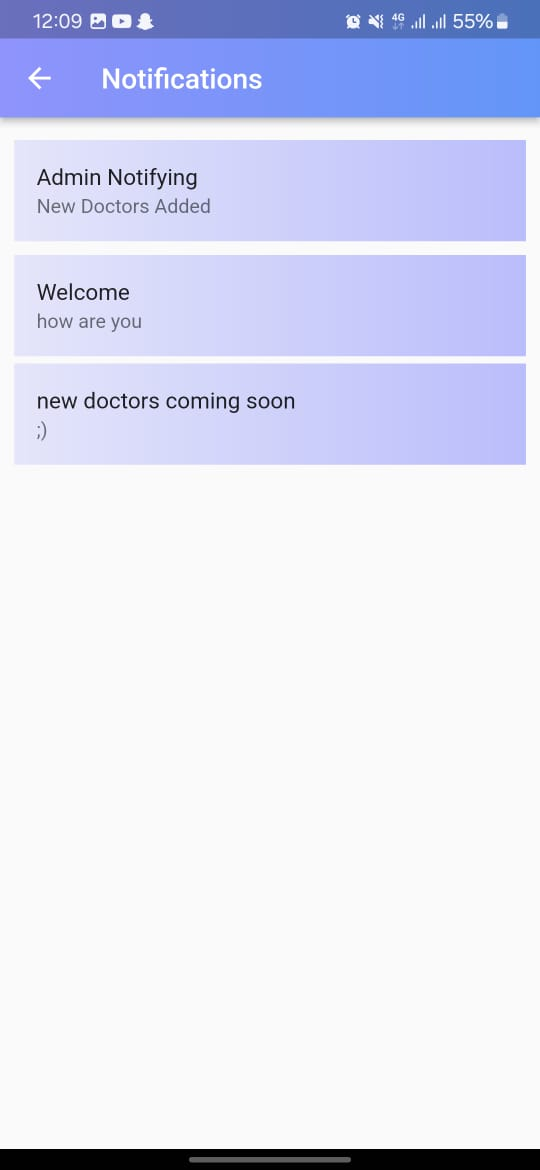 12:09
4G
55%
Notifications
Admin Notifying
New Doctors Added
Welcome
how are you
new doctors coming soon
;)